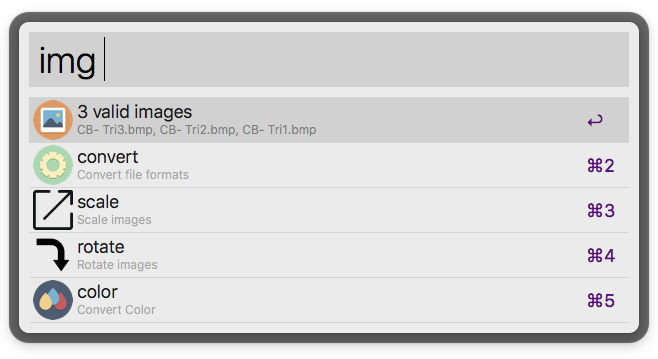 img
3 valid images
CB- Tri3.bmp, CB- Tri2.bmp, CB- Tri1.bmp
↩
convert
Convert file formats
⌘2
scale
Scale images
⌘3
rotate
Rotate images
⌘4
color
Convert Color
⌘5